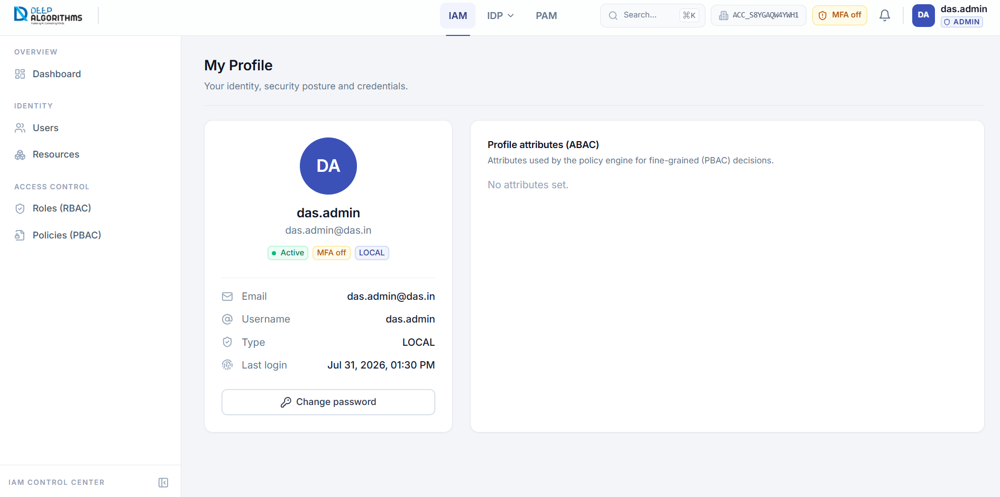 DEEP
ALGORITHMS
Fostering AI, Connecting Minds.
IAM
IDP
PAM
Search...
⌘K
ACC_S8YGAQW4YWH1
MFA off
DA
das.admin
ADMIN
OVERVIEW
Dashboard
IDENTITY
Users
Resources
ACCESS CONTROL
Roles (RBAC)
Policies (PBAC)
IAM CONTROL CENTER
My Profile
Your identity, security posture and credentials.
DA
das.admin
das.admin@das.in
Active
MFA off
LOCAL
Email das.admin@das.in
Username das.admin
Type LOCAL
Last login Jul 31, 2026, 01:30 PM
Change password
Profile attributes (ABAC)
Attributes used by the policy engine for fine-grained (PBAC) decisions.
No attributes set.